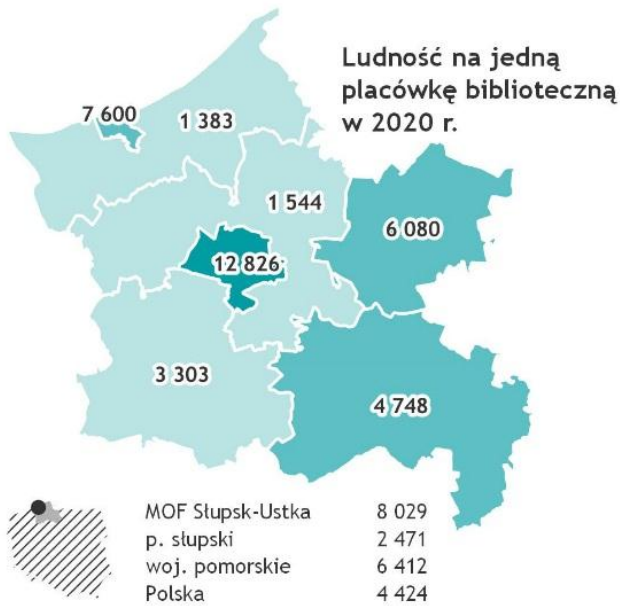 Ludność na jedną
placówkę biblioteczną
w 2020 r.
7 600
1 383
1 544
6 080
12 826
3 303
4 748
MOF Słupsk-Ustka 8 029
p. słupski 2 471
woj. pomorskie 6 412
Polska 4 424